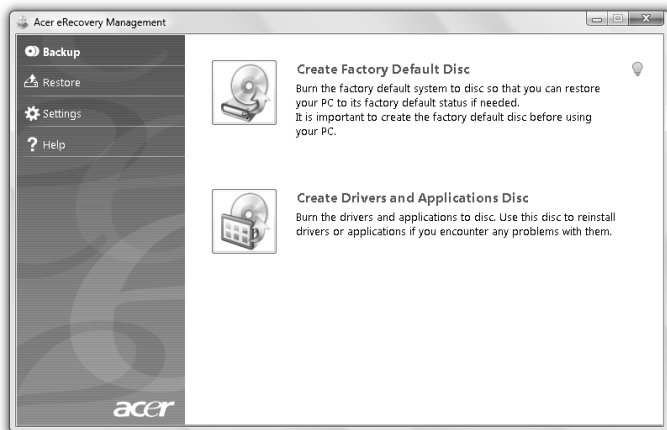 Acer eRecovery Management
Backup
Restore
Settings
Help
Create Factory Default Disc
Burn the factory default system to disc so that you can restore
your PC to its factory default status if needed.
It is important to create the factory default disc before using
your PC.
Create Drivers and Applications Disc
Burn the drivers and applications to disc. Use this disc to reinstall
drivers or applications if you encounter any problems with them.
acer